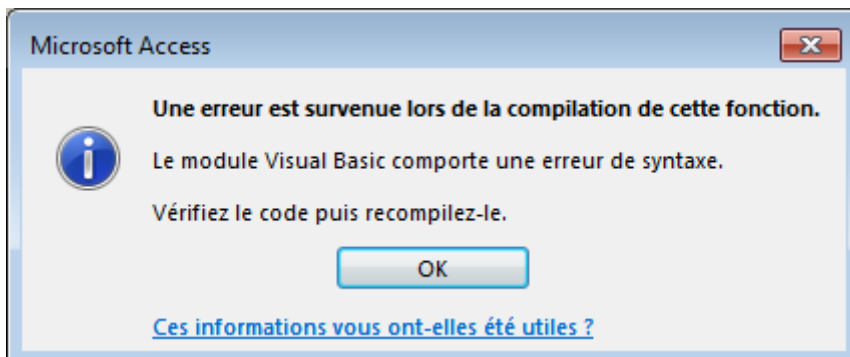 Microsoft Access
Une erreur est survenue lors de la compilation de cette fonction.
Le module Visual Basic comporte une erreur de syntaxe.
Vérifiez le code puis recompilez-le.
OK
Ces informations vous ont-elles été utiles ?